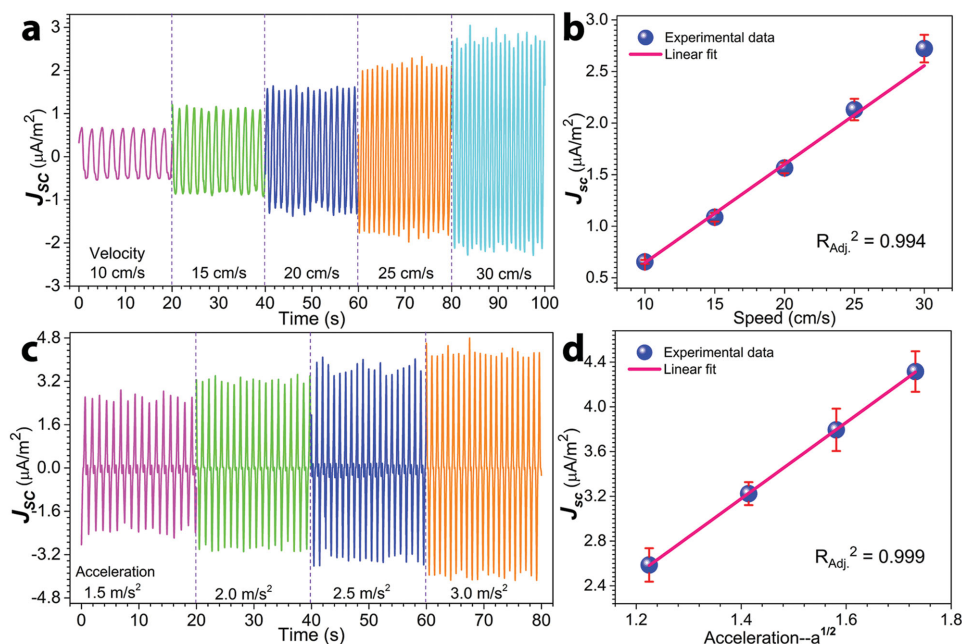 a
J_SC (μA/m²)
3
2
1
0
-1
-2
-3
Velocity
10 cm/s
15 cm/s
20 cm/s
25 cm/s
30 cm/s
0 10 20 30 40 50 60 70 80 90 100
Time (s)
b
J_SC (μA/m²)
3.0
2.5
2.0
1.5
1.0
0.5
Experimental data
Linear fit
R_Adj.² = 0.994
10 15 20 25 30
Speed (cm/s)
c
J_SC (μA/m²)
4.8
3.2
1.6
0.0
-1.6
-3.2
-4.8
Acceleration
1.5 m/s²
2.0 m/s²
2.5 m/s²
3.0 m/s²
0 10 20 30 40 50 60 70 80
Time (s)
d
J_SC (μA/m²)
4.4
4.0
3.6
3.2
2.8
2.4
Experimental data
Linear fit
R_Adj.² = 0.999
1.2 1.4 1.6 1.8
Acceleration--a^1/2